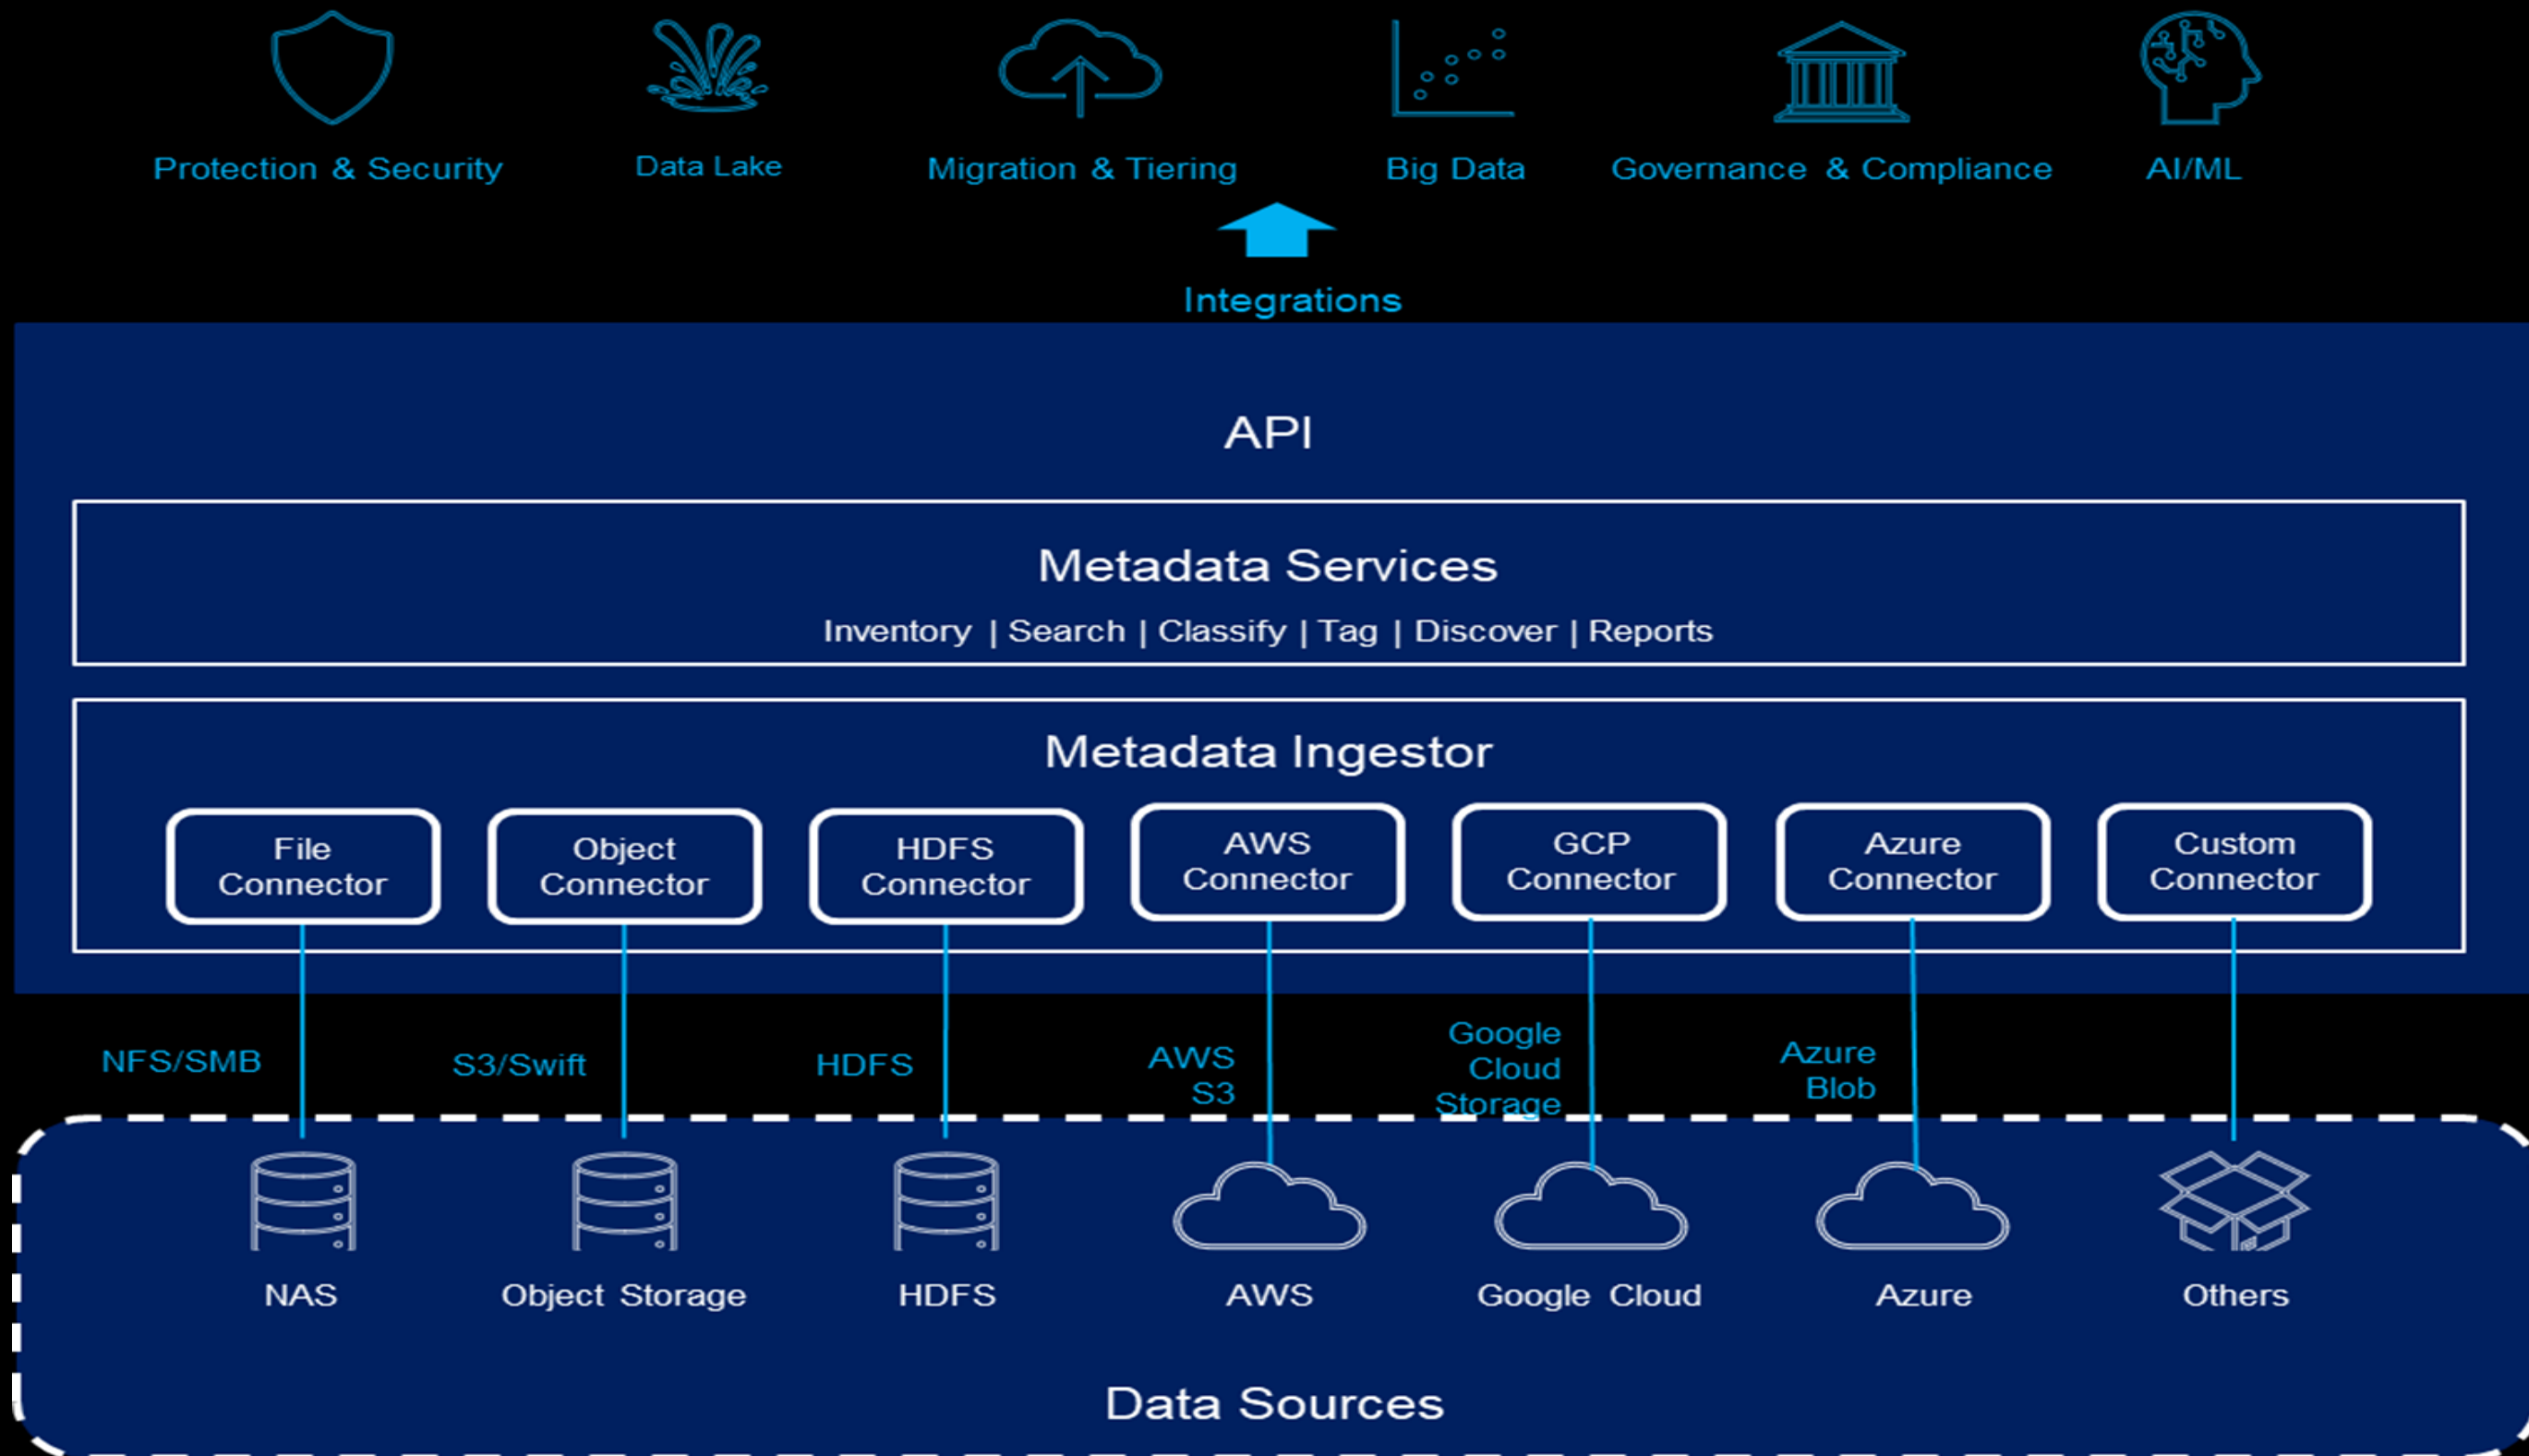 Protection & Security
Data Lake
Migration & Tiering
Big Data
Governance & Compliance
AI/ML
Integrations
API
Metadata Services
Inventory | Search | Classify | Tag | Discover | Reports
Metadata Ingestor
File
Connector
Object
Connector
HDFS
Connector
AWS
Connector
GCP
Connector
Azure
Connector
Custom
Connector
NFS/SMB
S3/Swift
HDFS
AWS
S3
Google
Cloud
Storage
Azure
Blob
NAS
Object Storage
HDFS
AWS
Google Cloud
Azure
Others
Data Sources